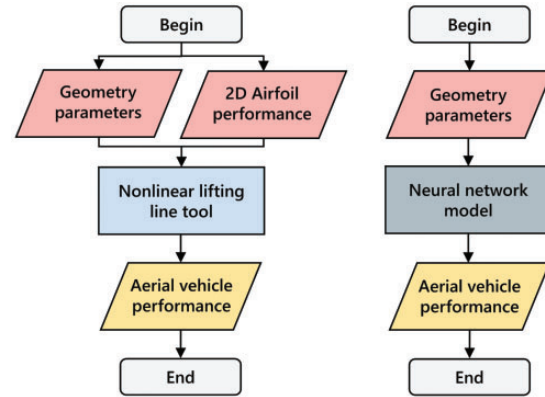 Begin
Geometry
parameters
2D Airfoil
performance
Nonlinear lifting
line tool
Aerial vehicle
performance
End
Begin
Geometry
parameters
Neural network
model
Aerial vehicle
performance
End